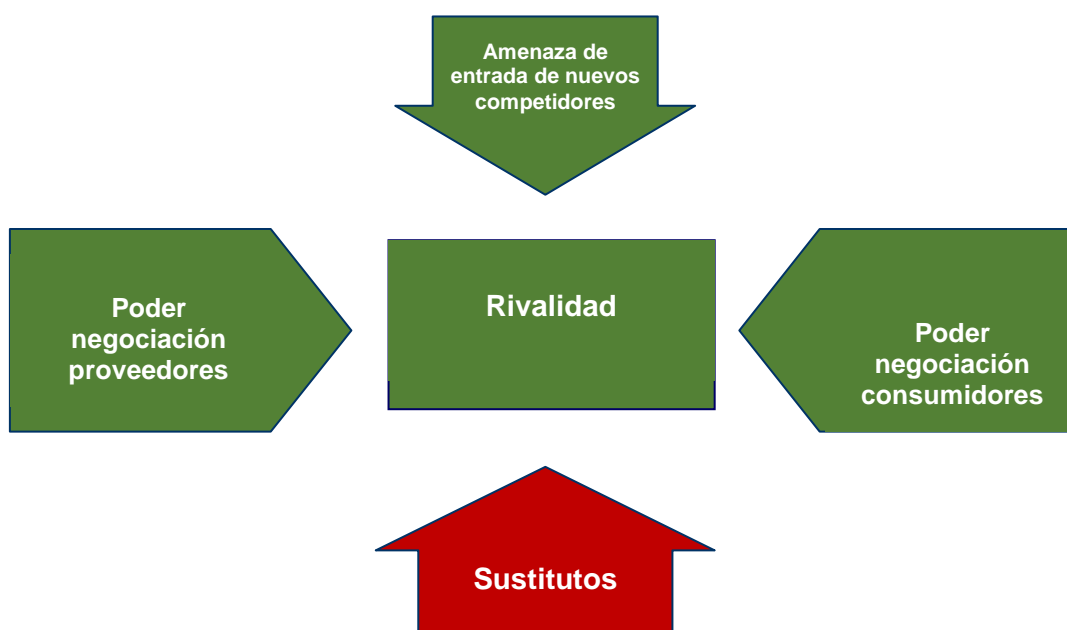 Amenaza de
entrada de nuevos
competidores
Poder
negociación
proveedores
Rivalidad
Poder
negociación
consumidores
Sustitutos